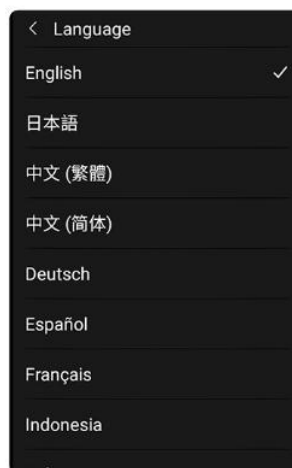 < Language
English
日本語
中文 (繁體)
中文 (简体)
Deutsch
Español
Français
Indonesia